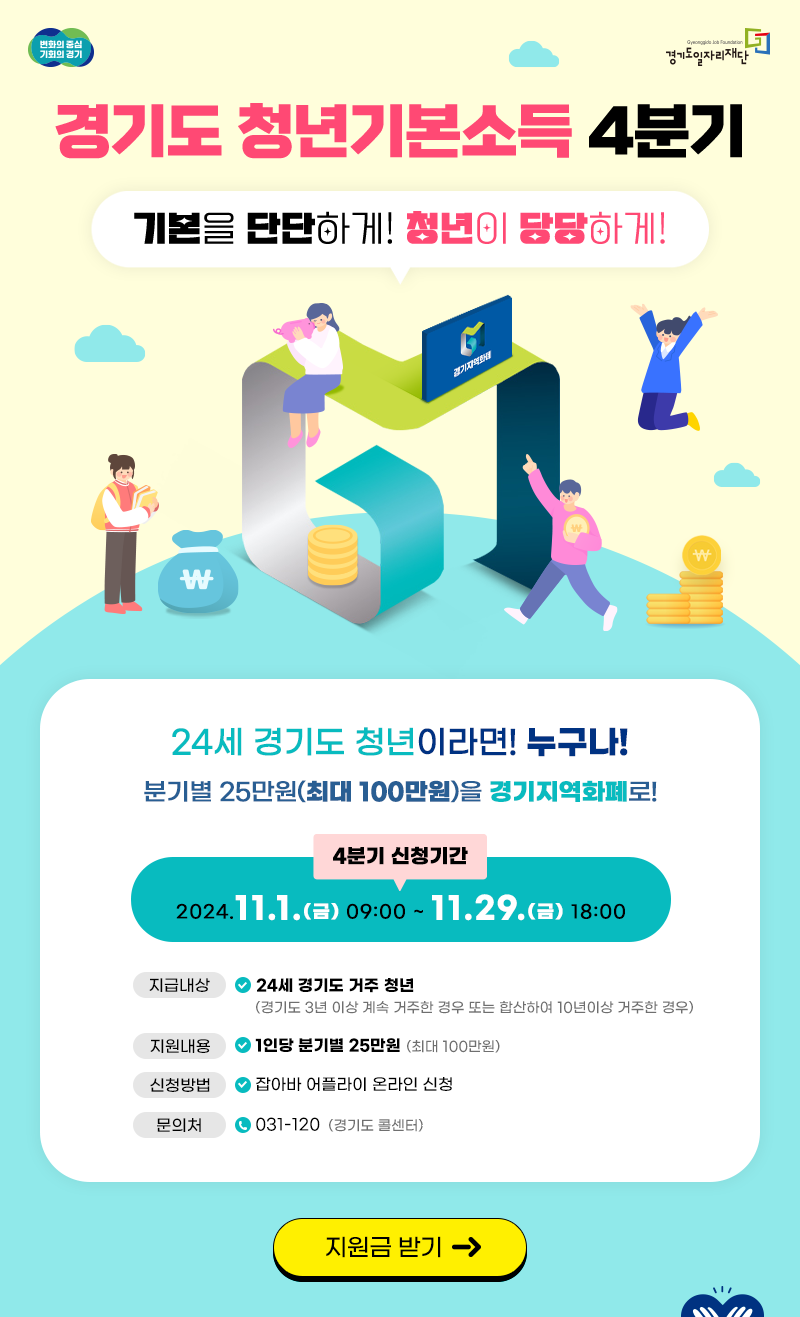 변화의 중심
기회의 경기
Gyeonggido Job Foundation
경기도일자리재단
경기도 청년기본소득 4분기
기본을 단단하게! 청년이 당당하게!
경기지역화폐
24세 경기도 청년이라면! 누구나!
분기별 25만원(최대 100만원)을 경기지역화폐로!
4분기 신청기간
2024.11.1.(금) 09:00 ~ 11.29.(금) 18:00
지급내상 24세 경기도 거주 청년
(경기도 3년 이상 계속 거주한 경우 또는 합산하여 10년이상 거주한 경우)
지원내용 1인당 분기별 25만원 (최대 100만원)
신청방법 잡아바 어플라이 온라인 신청
문의처 031-120 (경기도 콜센터)
지원금 받기